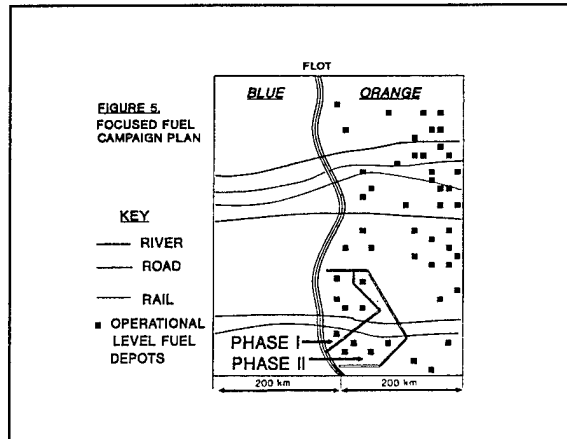 FLOT
BLUE
ORANGE
FIGURE 5.
FOCUSED FUEL
CAMPAIGN PLAN
KEY
RIVER
ROAD
RAIL
OPERATIONAL
LEVEL FUEL
DEPOTS
PHASE I
PHASE II
200 km
200 km